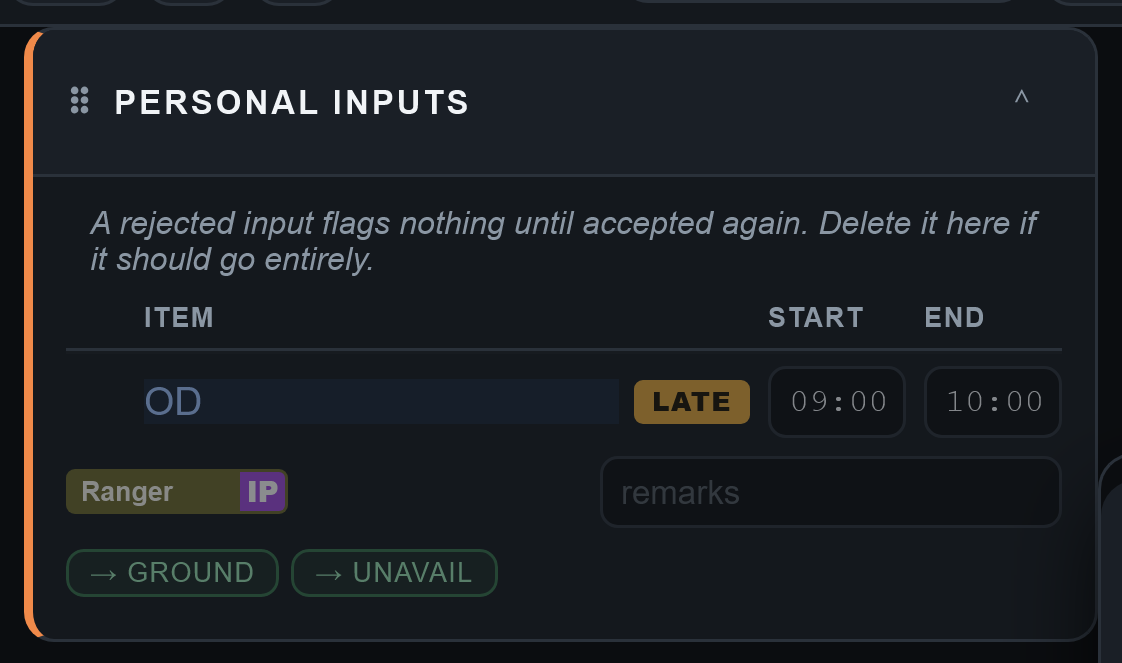 PERSONAL INPUTS ^
A rejected input flags nothing until accepted again. Delete it here if
it should go entirely.
ITEM START END
OD LATE 09:00 10:00
Ranger IP remarks
→ GROUND → UNAVAIL